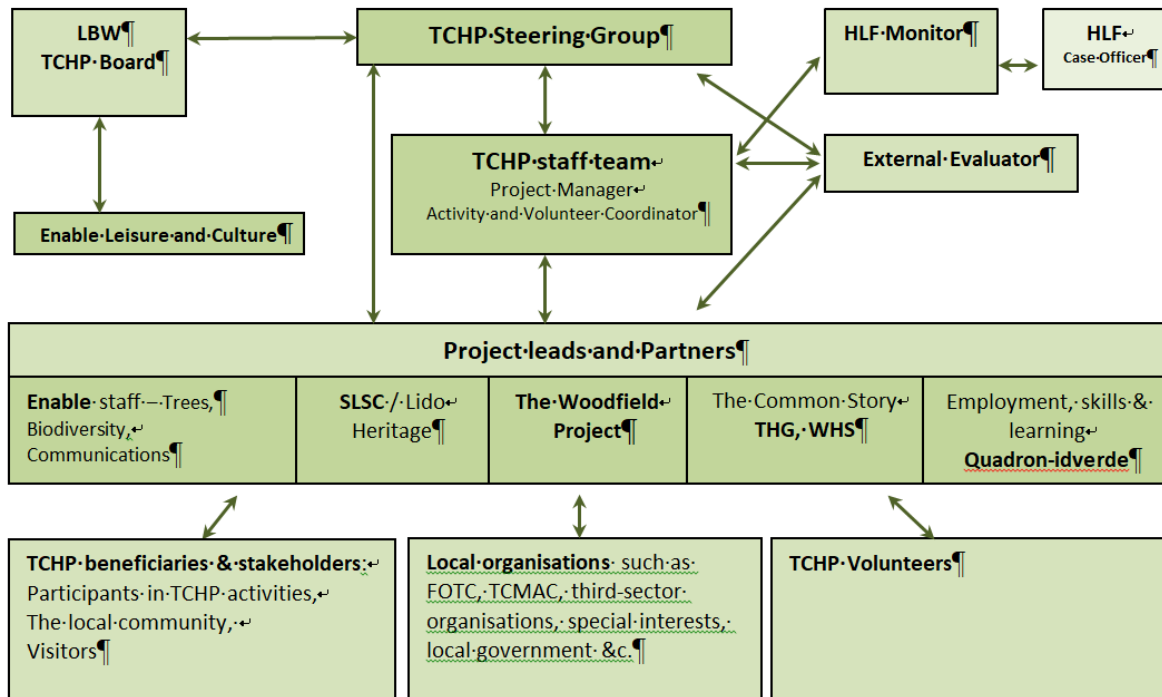 LBW
TCHP Board
TCHP Steering Group
HLF Monitor
HLF
Case Officer
TCHP staff team
Project Manager
Activity and Volunteer Coordinator
External Evaluator
Enable Leisure and Culture
Project leads and Partners
Enable staff – Trees,
Biodiversity,
Communications
SLSC / Lido
Heritage
The Woodfield
Project
The Common Story
THG, WHS
Employment, skills &
learning
Quadron-idverde
TCHP beneficiaries & stakeholders:
Participants in TCHP activities,
The local community,
Visitors
Local organisations such as
FOTC, TCMAC, third-sector
organisations, special interests,
local government &c.
TCHP Volunteers